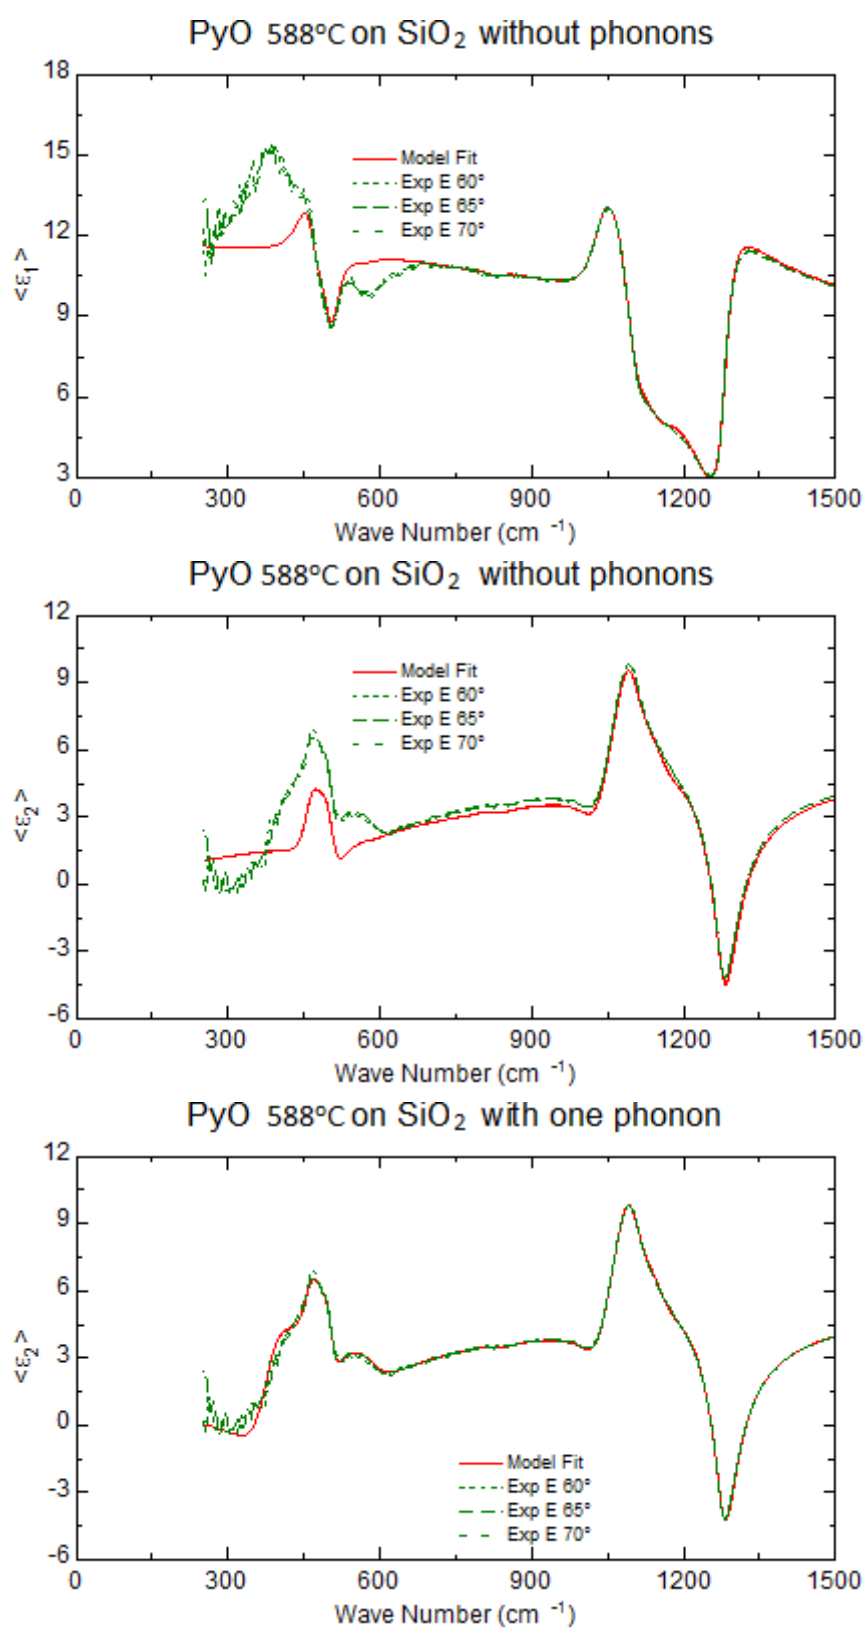 PyO 588ºC on SiO2 without phonons
18
15
12
9
6
3
<ε1>
Model Fit
Exp E 60°
Exp E 65°
Exp E 70°
0 300 600 900 1200 1500
Wave Number (cm -1)
PyO 588ºC on SiO2 without phonons
12
9
6
3
0
-3
-6
<ε2>
Model Fit
Exp E 60°
Exp E 65°
Exp E 70°
0 300 600 900 1200 1500
Wave Number (cm -1)
PyO 588ºC on SiO2 with one phonon
12
9
6
3
0
-3
-6
<ε2>
Model Fit
Exp E 60°
Exp E 65°
Exp E 70°
0 300 600 900 1200 1500
Wave Number (cm -1)